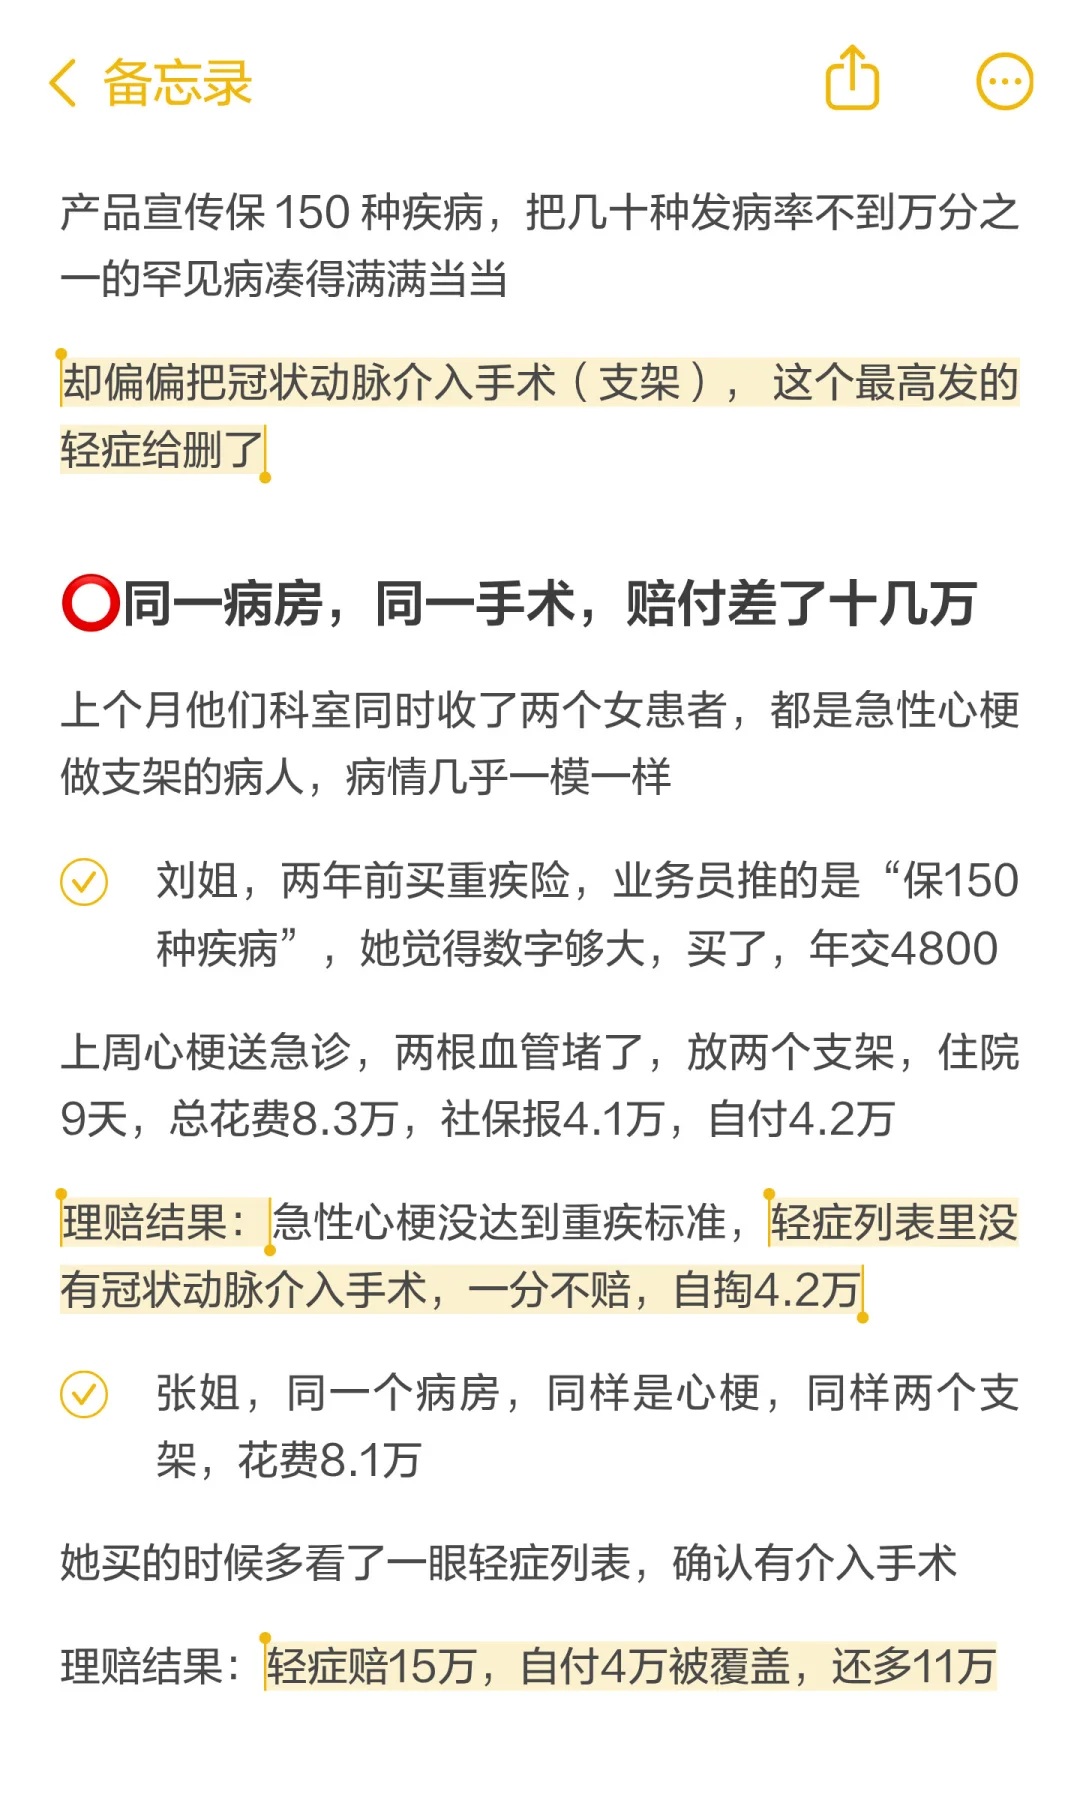 备忘录
产品宣传保 150 种疾病，把几十种发病率不到万分之
一的罕见病凑得满满当当
却偏偏把冠状动脉介入手术（支架），这个最高发的
轻症给删了
⭕同一病房，同一手术，赔付差了十几万
上个月他们科室同时收了两个女患者，都是急性心梗
做支架的病人，病情几乎一模一样
刘姐，两年前买重疾险，业务员推的是“保150
种疾病”，她觉得数字够大，买了，年交4800
上周心梗送急诊，两根血管堵了，放两个支架，住院
9天，总花费8.3万，社保报4.1万，自付4.2万
理赔结果：急性心梗没达到重疾标准，轻症列表里没
有冠状动脉介入手术，一分不赔，自掏4.2万
张姐，同一个病房，同样是心梗，同样两个支
架，花费8.1万
她买的时候多看了一眼轻症列表，确认有介入手术
理赔结果：轻症赔15万，自付4万被覆盖，还多11万